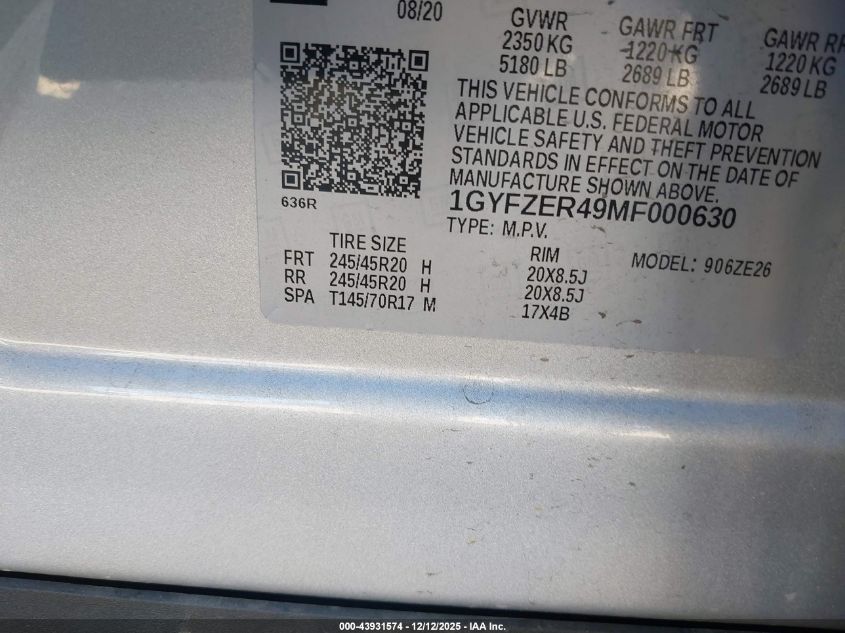 08/20
GVWR GAWR FRT GAWR RR
2350 KG 1220 KG 1220 KG
5180 LB 2689 LB 2689 LB
THIS VEHICLE CONFORMS TO ALL
APPLICABLE U.S. FEDERAL MOTOR
VEHICLE SAFETY AND THEFT PREVENTION
STANDARDS IN EFFECT ON THE DATE OF
MANUFACTURE SHOWN ABOVE.
636R
1GYFZER49MF000630
TYPE: M.P.V.
TIRE SIZE RIM MODEL: 906ZE26
FRT 245/45R20 H 20X8.5J
RR 245/45R20 H 20X8.5J
SPA T145/70R17 M 17X4B
000-43931574 - 12/12/2025 - IAA Inc.